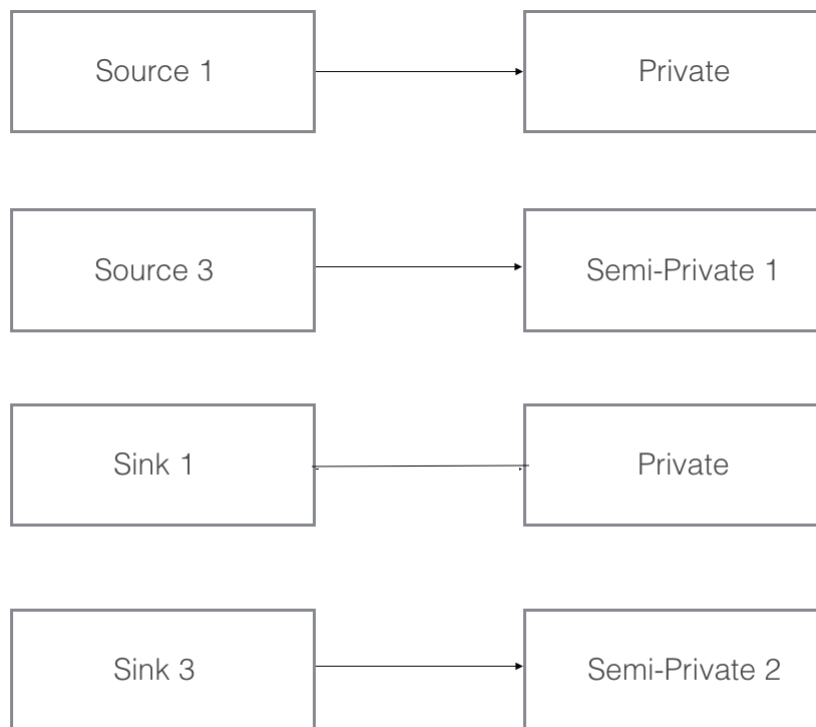 Source 1
Private
Source 3
Semi-Private 1
Sink 1
Private
Sink 3
Semi-Private 2